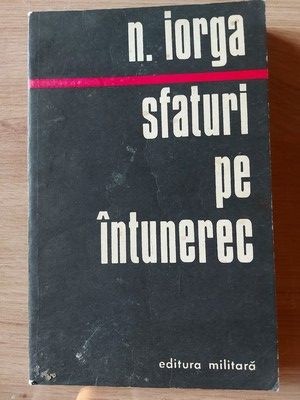 n. iorga
sfaturi
pe
întunerec
editura militară